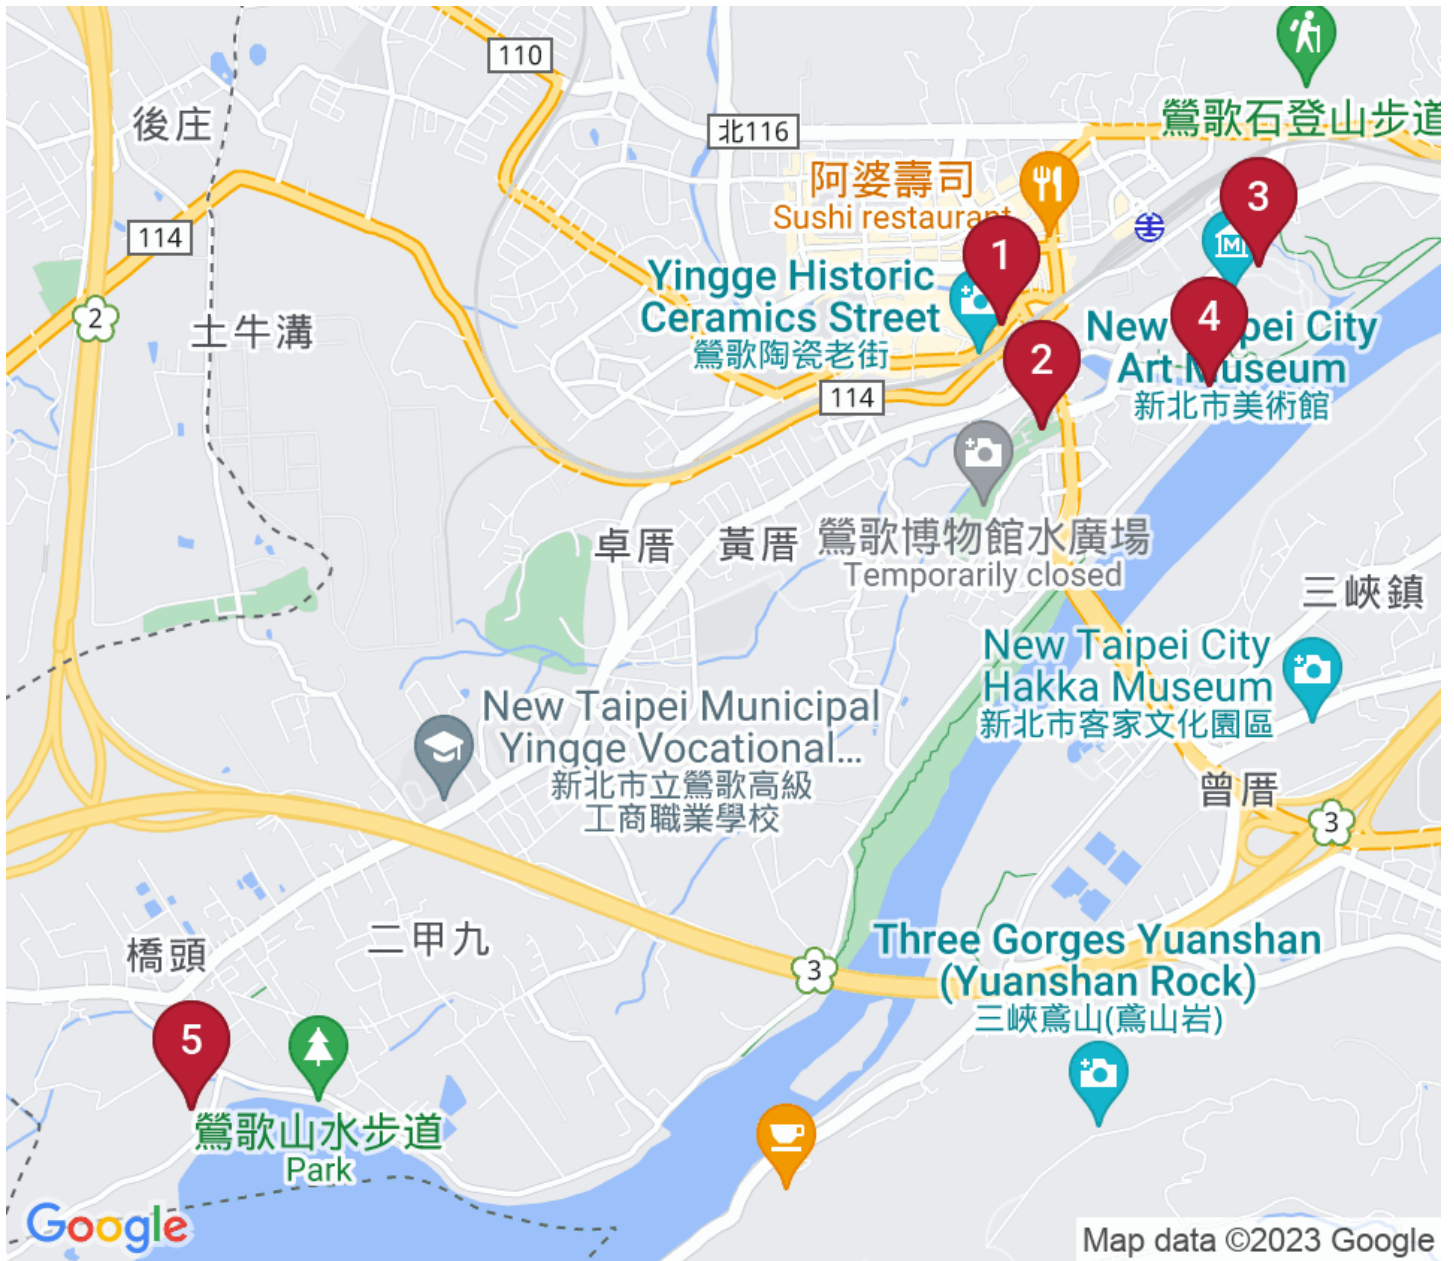 110
後庄
北116
鶯歌石登山步道
阿婆壽司
Sushi restaurant
3
114
1
Yingge Historic
Ceramics Street
鶯歌陶瓷老街
2
土牛溝
4
2
New Taipei City
Art Museum
新北市美術館
114
卓厝
黃厝
鶯歌博物館水廣場
Temporarily closed
三峽鎮
New Taipei City
Hakka Museum
新北市客家文化園區
New Taipei Municipal
Yingge Vocational...
新北市立鶯歌高級
工商職業學校
曾厝
3
二甲九
橋頭
3
Three Gorges Yuanshan
(Yuanshan Rock)
三峽鳶山(鳶山岩)
5
鶯歌山水步道
Park
Google
Map data ©2023 Google